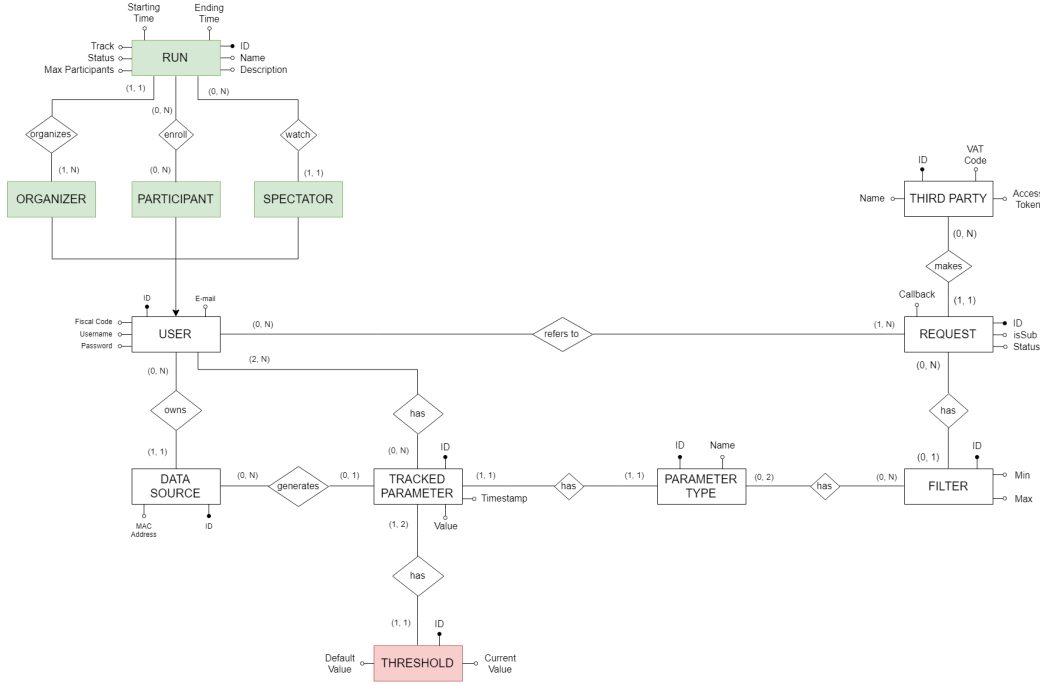 Starting
Time
Ending
Time
Track
Status
Max Participants
RUN
ID
Name
Description
(1, 1)
(0, N)
(0, N)
organizes
enroll
watch
(1, N)
(0, N)
(1, 1)
ORGANIZER
PARTICIPANT
SPECTATOR
ID
VAT
Code
Name
THIRD PARTY
Access
Token
(0, N)
makes
(1, 1)
ID
E-mail
Fiscal Code
Username
Password
USER
(0, N)
refers to
(1, N)
Callback
REQUEST
ID
isSub
Status
(0, N)
(2, N)
(0, N)
owns
has
has
(1, 1)
(0, N)
(0, 1)
DATA
SOURCE
MAC
Address
ID
(0, N)
generates
(0, 1)
ID
TRACKED
PARAMETER
Timestamp
Value
(1, 1)
has
(1, 1)
ID
Name
PARAMETER
TYPE
(0, 2)
has
(0, N)
ID
FILTER
Min
Max
(1, 2)
has
(1, 1)
ID
Default
Value
THRESHOLD
Current
Value